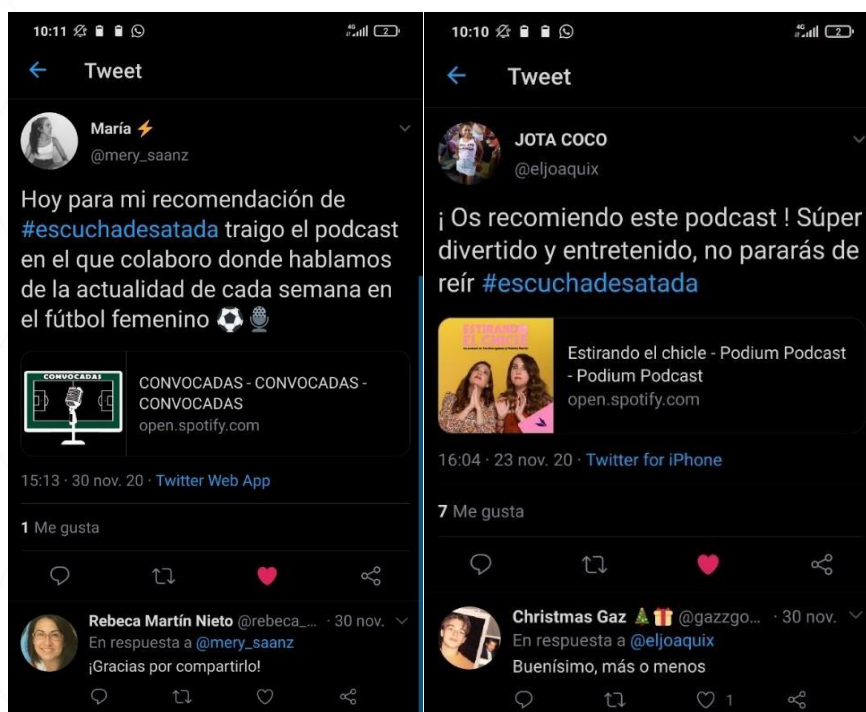 10:11
4G
2
Tweet
María
@mery_saanz
Hoy para mi recomendación de
#escuchadesatada traigo el podcast
en el que colaboro donde hablamos
de la actualidad de cada semana en
el fútbol femenino
CONVOCADAS
CONVOCADAS - CONVOCADAS -
CONVOCADAS
open.spotify.com
15:13 · 30 nov. 20 · Twitter Web App
1 Me gusta
Rebeca Martín Nieto @rebeca_... · 30 nov.
En respuesta a @mery_saanz
¡Gracias por compartirlo!
10:10
4G
2
Tweet
JOTA COCO
@eljoaquix
¡ Os recomiendo este podcast ! Súper
divertido y entretenido, no pararás de
reír #escuchadesatada
ESTIRANDO
EL CHICLE
Estirando el chicle - Podium Podcast
- Podium Podcast
open.spotify.com
16:04 · 23 nov. 20 · Twitter for iPhone
7 Me gusta
Christmas Gaz @gazzgo... · 30 nov.
En respuesta a @eljoaquix
Buenísimo, más o menos
1